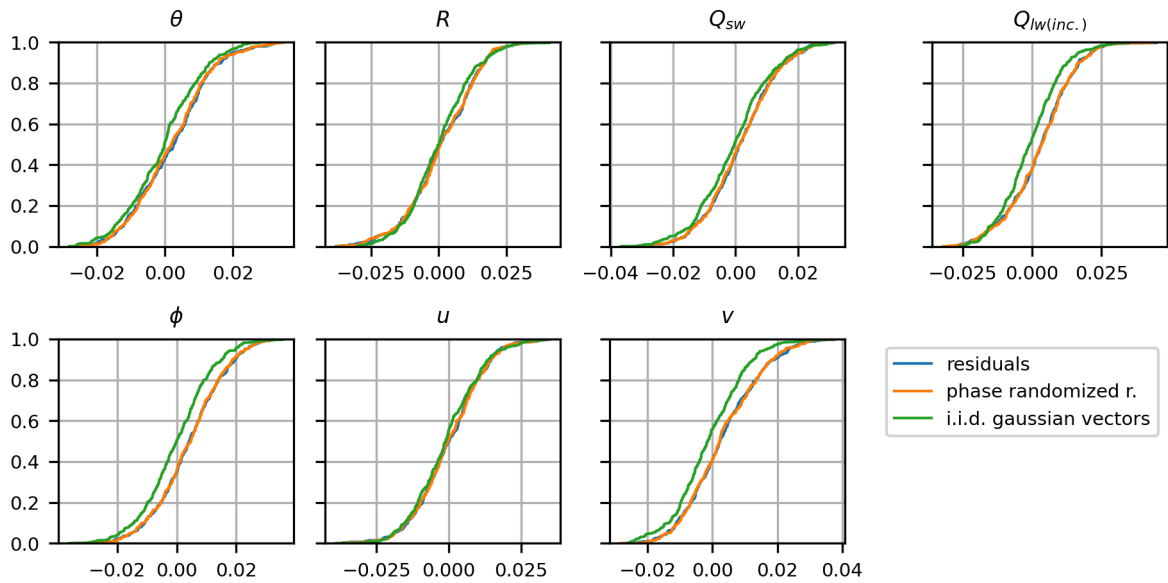 θ R Q_sw Q_lw(inc.)
1.0
0.8
0.6
0.4
0.2
0.0
−0.02 0.00 0.02 −0.025 0.000 0.025 −0.04 −0.02 0.00 0.02 −0.025 0.000 0.025
ϕ u v
1.0
0.8
0.6
0.4
0.2
0.0
−0.02 0.00 0.02 −0.025 0.000 0.025 −0.02 0.00 0.02 0.04
residuals
phase randomized r.
i.i.d. gaussian vectors